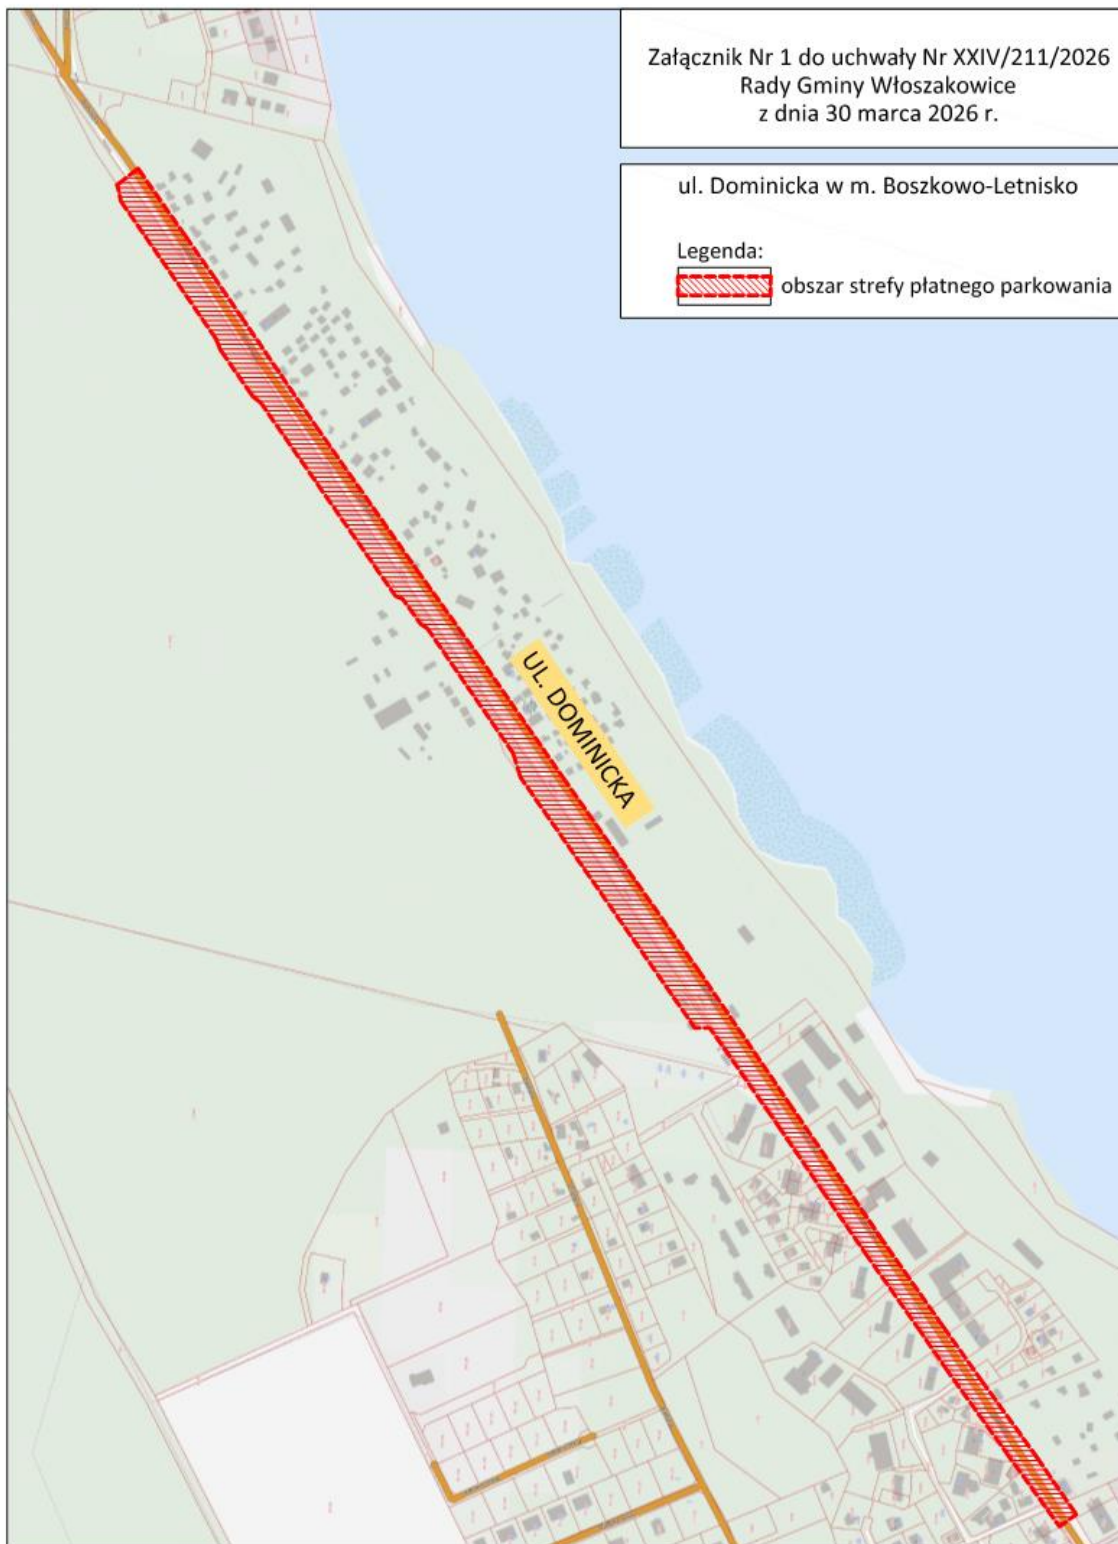 Załącznik Nr 1 do uchwały Nr XXIV/211/2026
Rady Gminy Włoszakowice
z dnia 30 marca 2026 r.
ul. Dominicka w m. Boszkowo-Letnisko
Legenda:
obszar strefy płatnego parkowania
UL. DOMINICKA